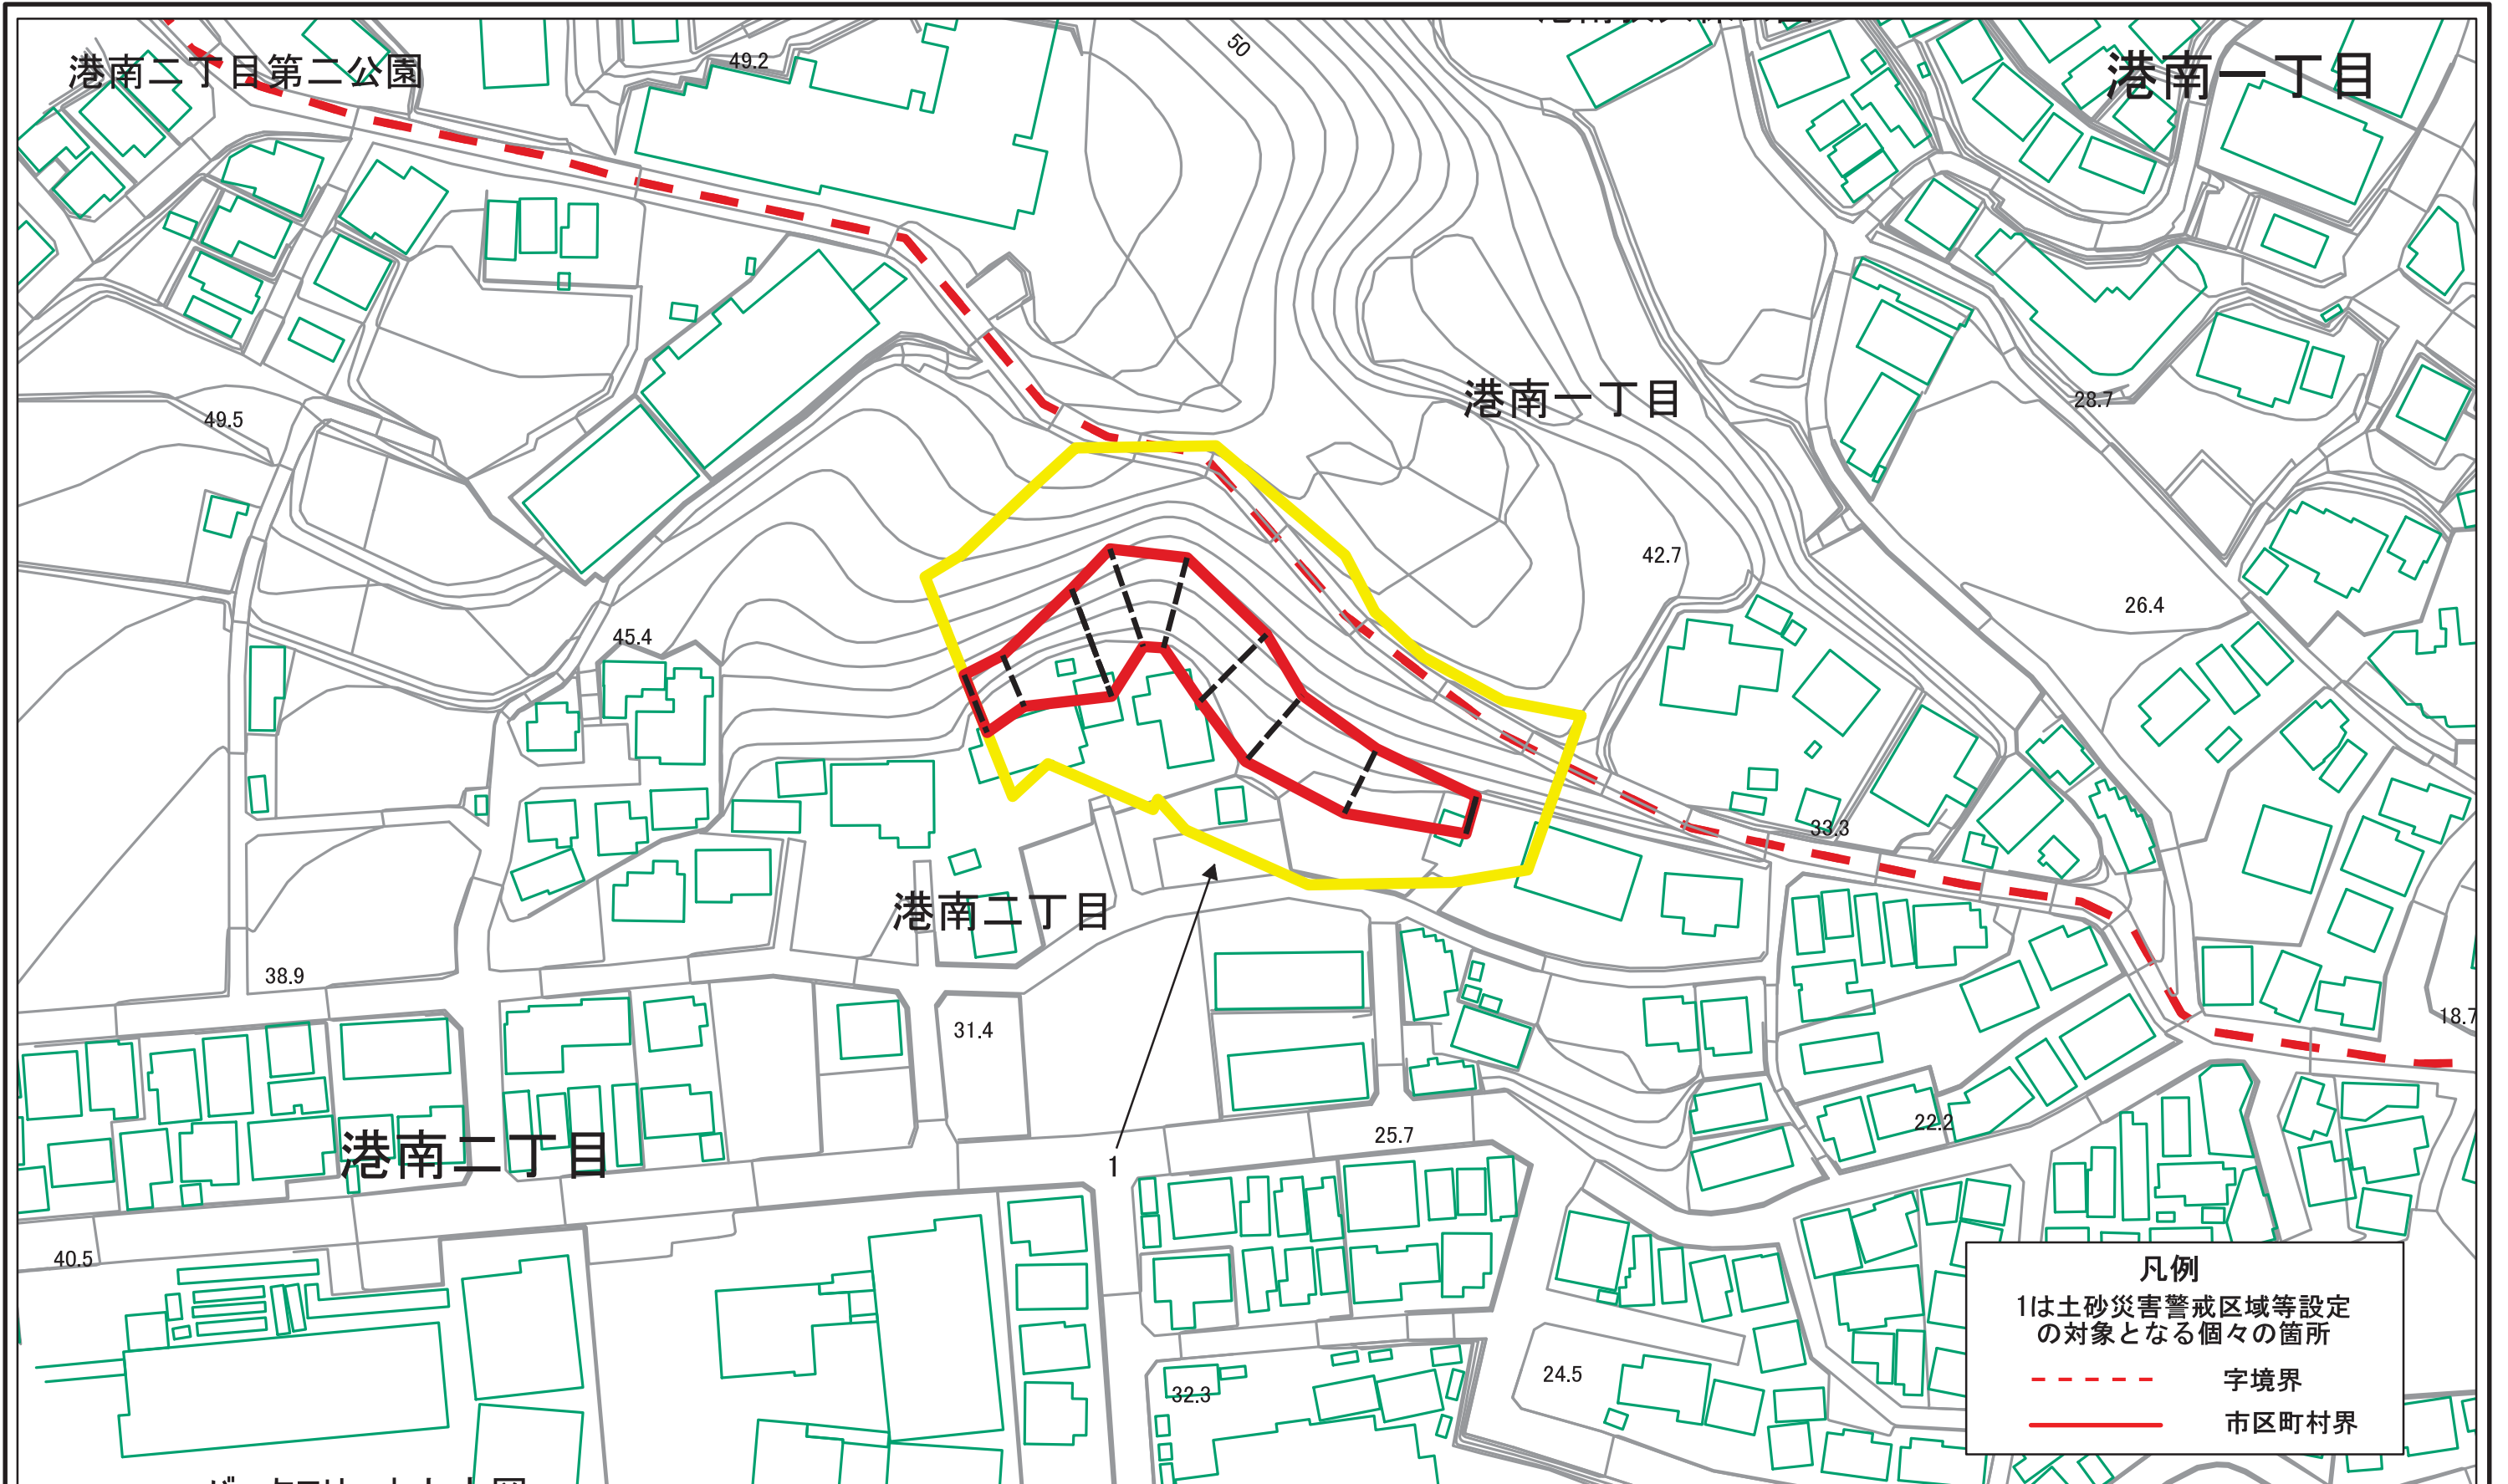 港南二丁目第二公園
49.2
50
港南一丁目
49.5
港南一丁目
28.7
42.7
26.4
45.4
33.3
港南二丁目
38.9
31.4
18.7
港南二丁目
25.7
22.2
1
40.5
32.3
24.5
凡例
1は土砂災害警戒区域等設定
の対象となる個々の箇所
字境界
市区町村界